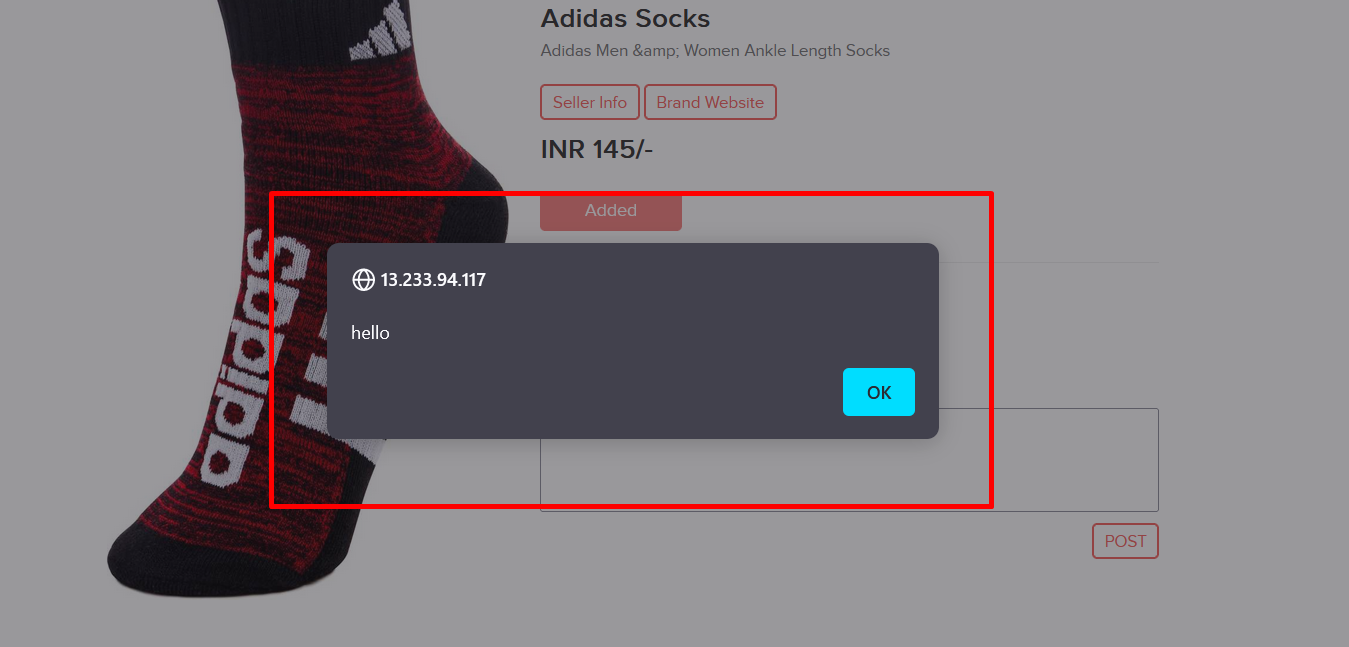 Adidas Socks
Adidas Men &amp; Women Ankle Length Socks
Seller Info
Brand Website
INR 145/-
Added
13.233.94.117
hello
OK
adidas
POST